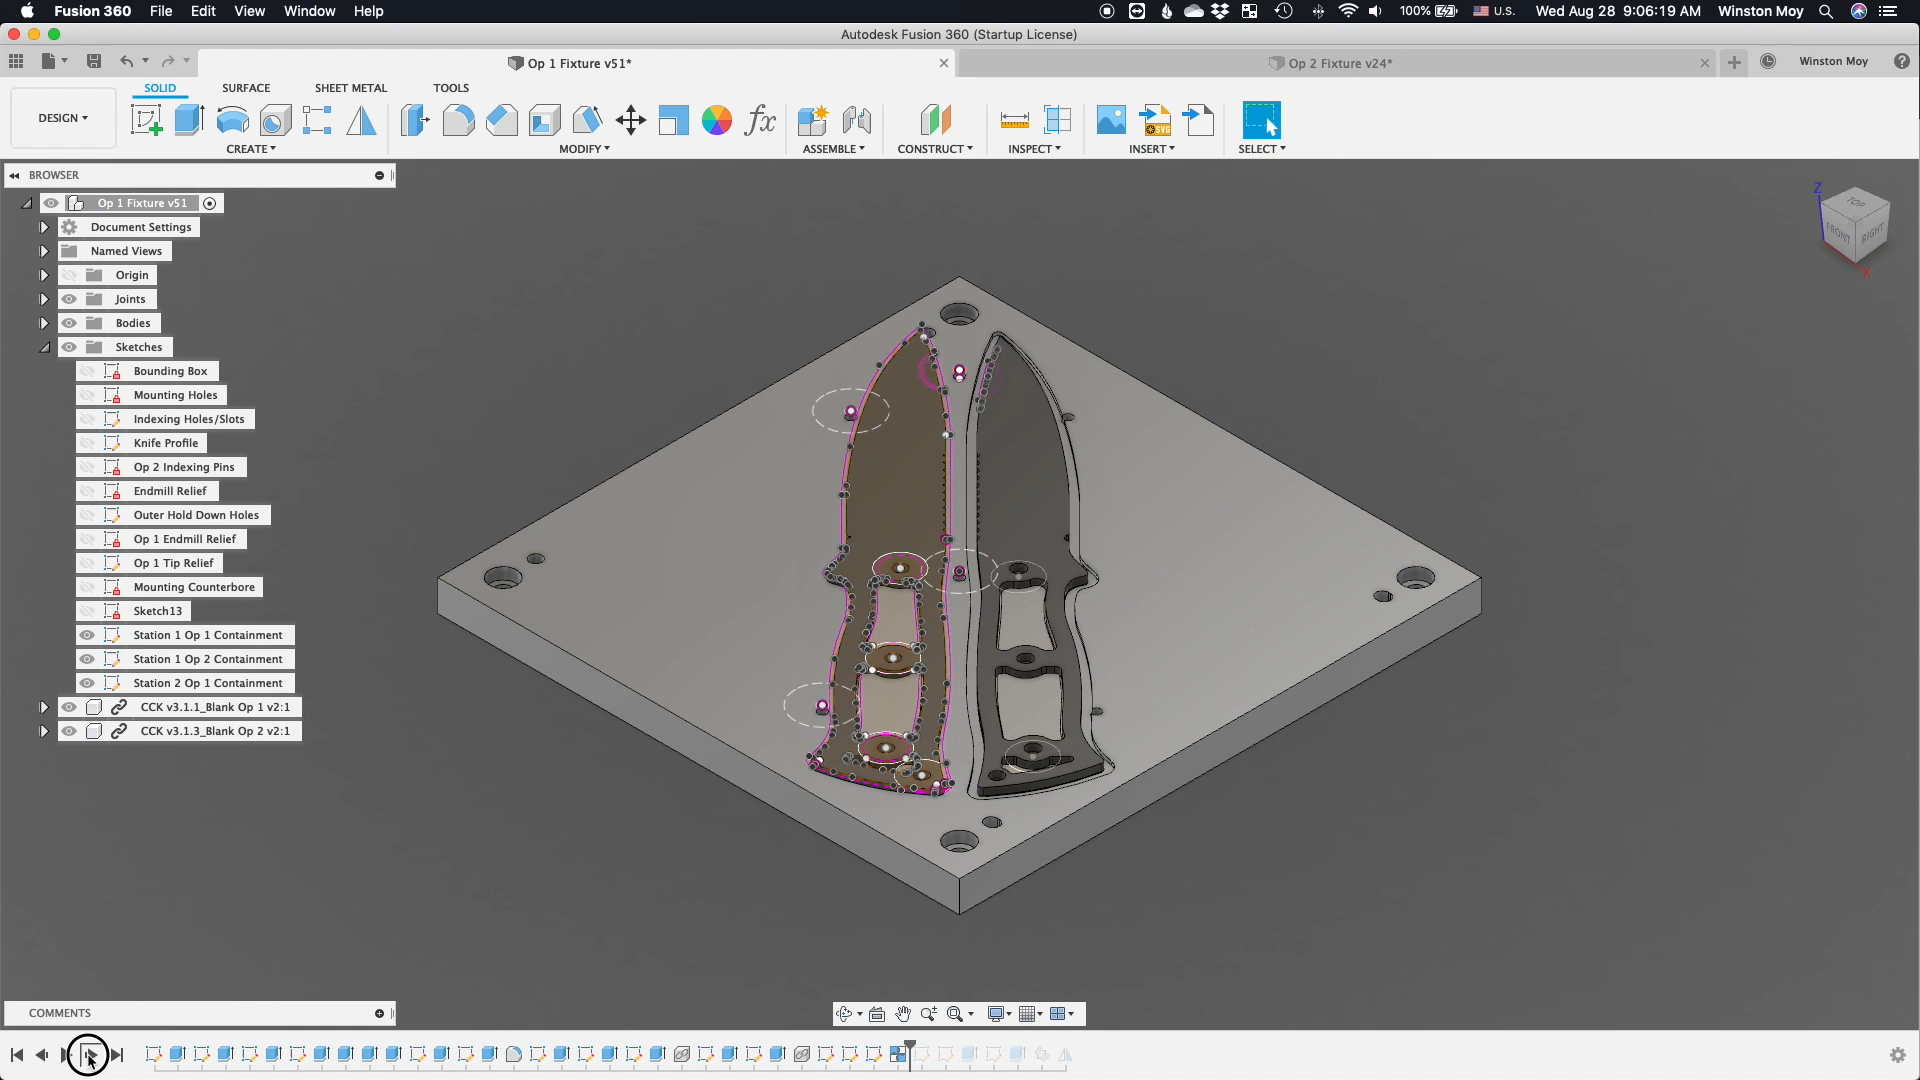 Fusion 360 File Edit View Window Help
100% U.S. Wed Aug 28 9:06:19 AM Winston Moy
Autodesk Fusion 360 (Startup License)
Op 1 Fixture v51*
Op 2 Fixture v24*
Winston Moy
SOLID SURFACE SHEET METAL TOOLS
DESIGN
CREATE MODIFY ASSEMBLE CONSTRUCT INSPECT INSERT SELECT
BROWSER
Op 1 Fixture v51
Document Settings
Named Views
Origin
Joints
Bodies
Sketches
Bounding Box
Mounting Holes
Indexing Holes/Slots
Knife Profile
Op 2 Indexing Pins
Endmill Relief
Outer Hold Down Holes
Op 1 Endmill Relief
Op 1 Tip Relief
Mounting Counterbore
Sketch13
Station 1 Op 1 Containment
Station 1 Op 2 Containment
Station 2 Op 1 Containment
CCK v3.1.1_Blank Op 1 v2:1
CCK v3.1.3_Blank Op 2 v2:1
Z
TOP
FRONT
RIGHT
X
COMMENTS